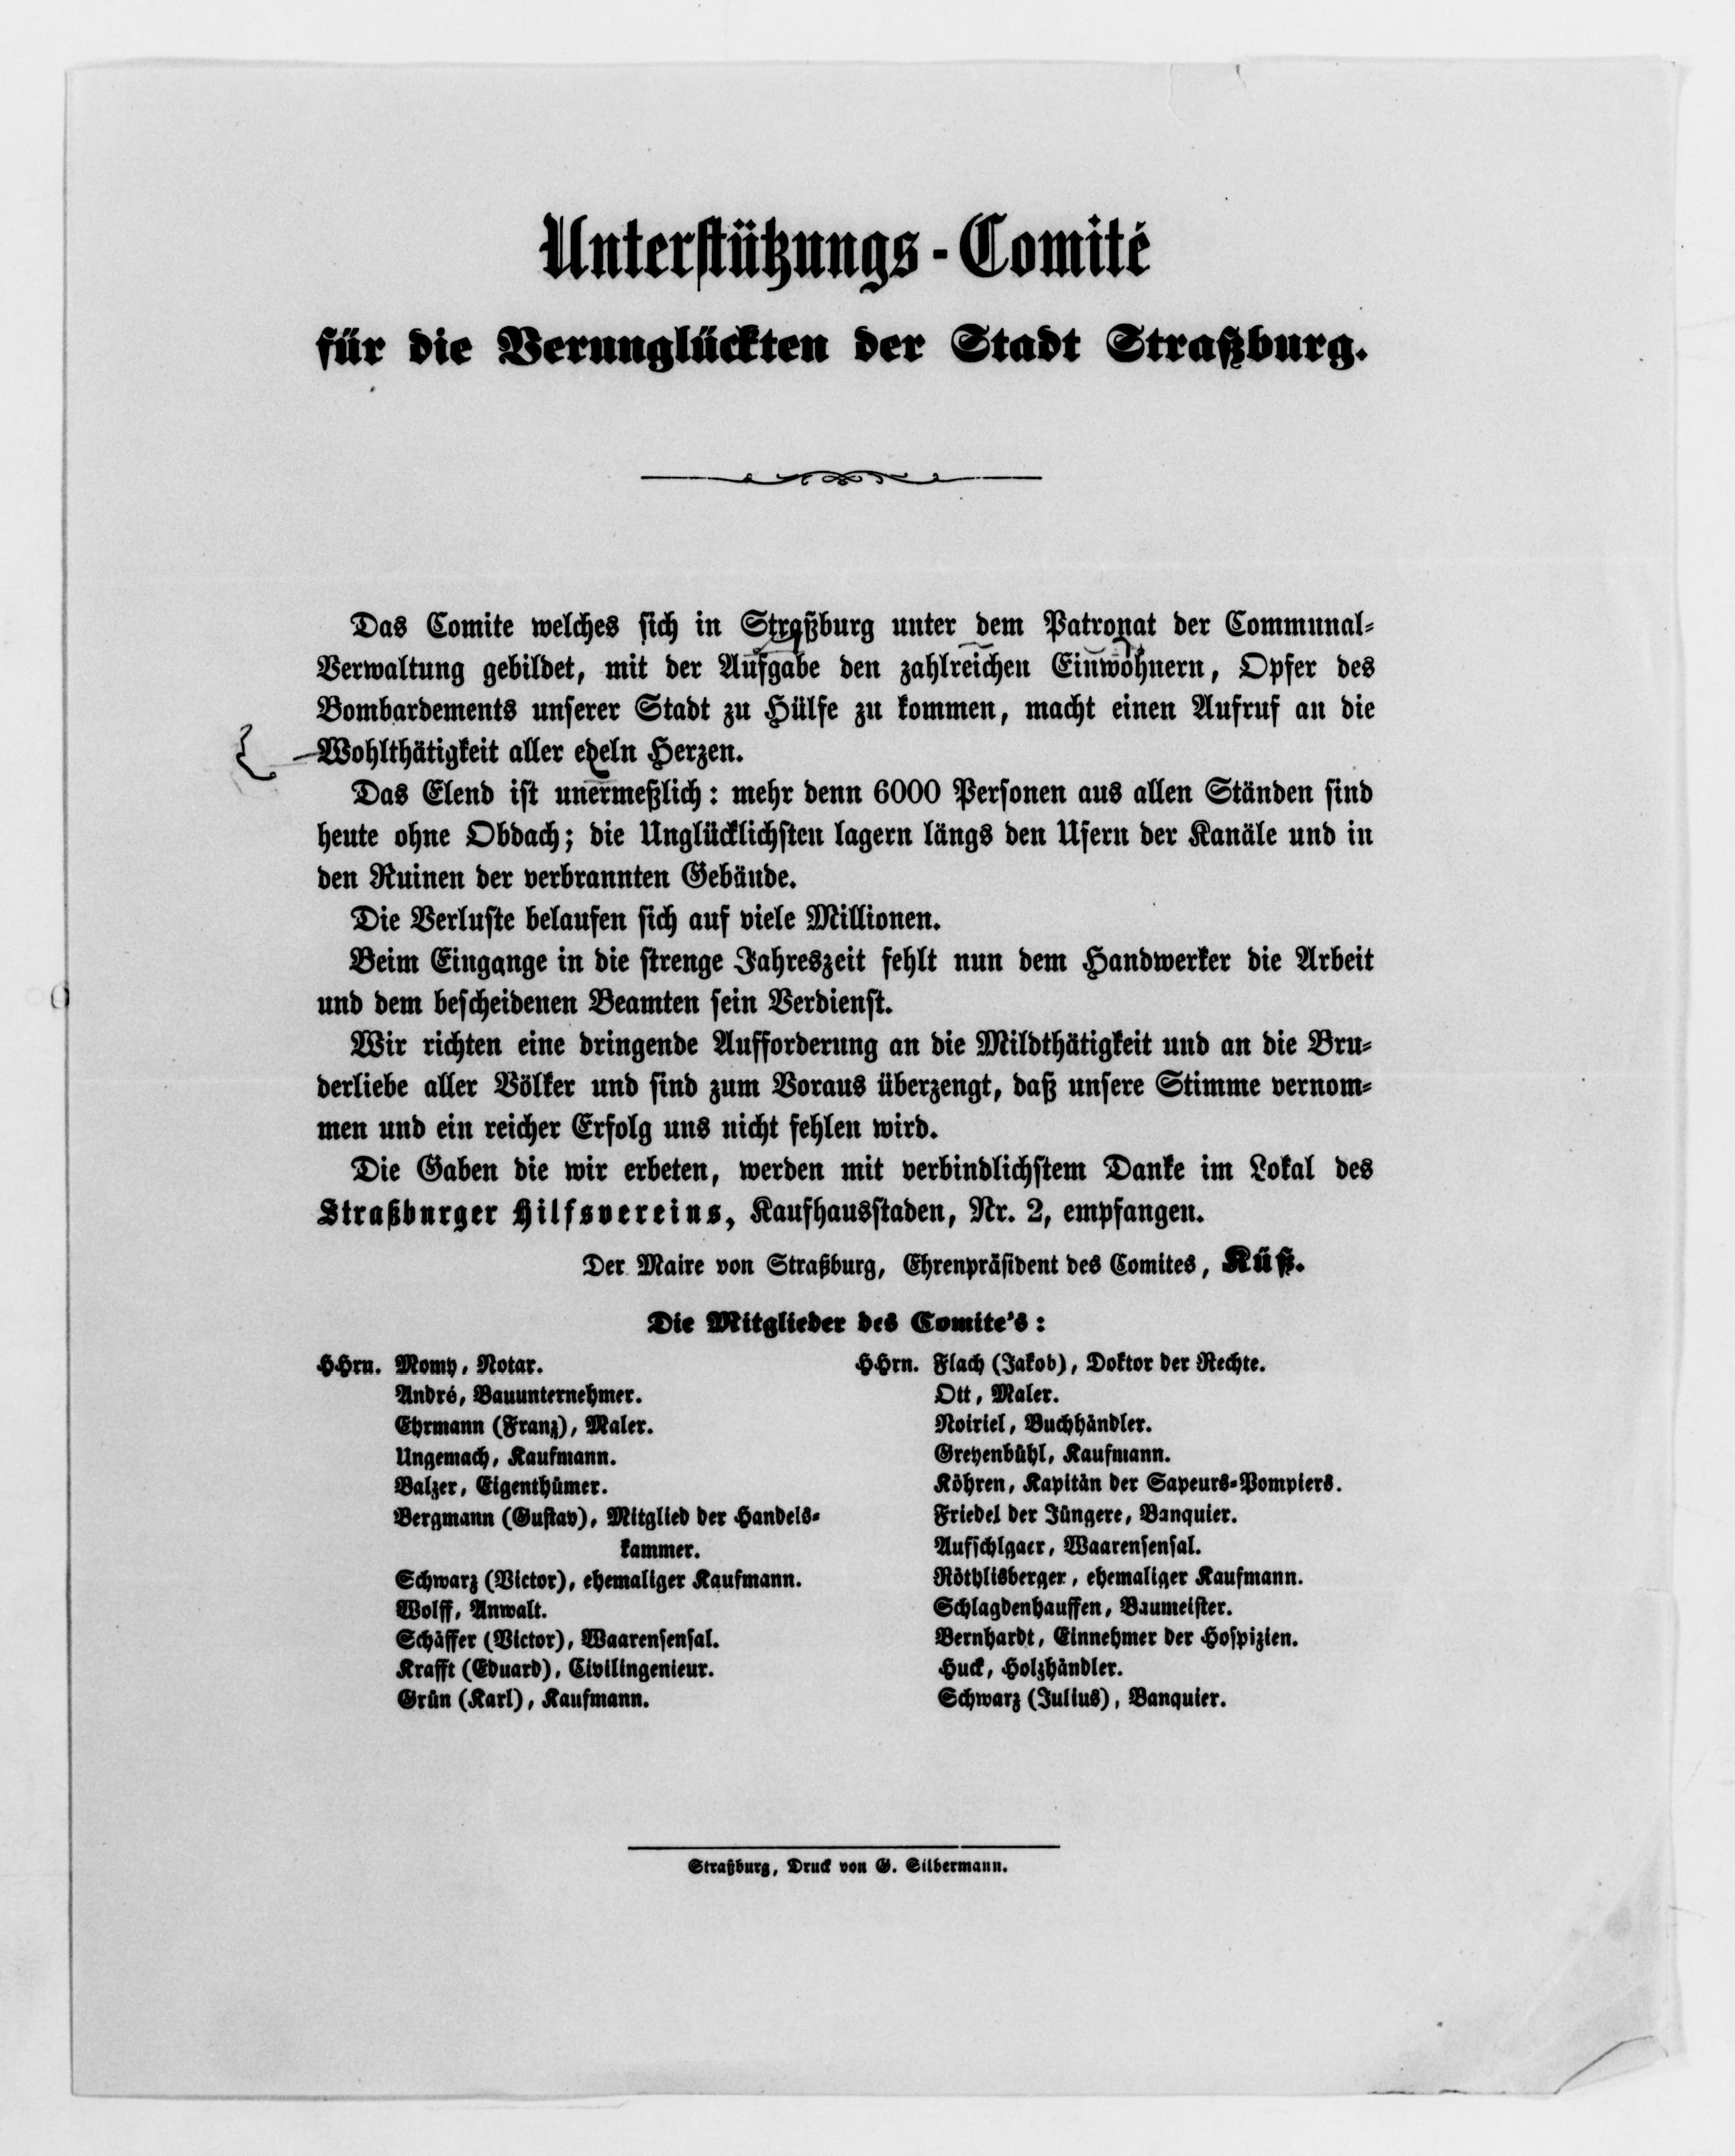 Unterstützungs-Comité
für die Verunglückten der Stadt Straßburg.
Das Comite welches sich in Straßburg unter dem Patronat der Communal-
Verwaltung gebildet, mit der Aufgabe den zahlreichen Einwohnern, Opfer des
Bombardements unserer Stadt zu Hülfe zu kommen, macht einen Aufruf an die
Wohlthätigkeit aller edeln Herzen.
Das Elend ist unermeßlich: mehr denn 6000 Personen aus allen Ständen sind
heute ohne Obdach; die Unglücklichsten lagern längs den Ufern der Kanäle und in
den Ruinen der verbrannten Gebäude.
Die Verluste belaufen sich auf viele Millionen.
Beim Eingange in die strenge Jahreszeit fehlt nun dem Handwerker die Arbeit
und dem bescheidenen Beamten sein Verdienst.
Wir richten eine dringende Aufforderung an die Mildthätigkeit und an die Bru-
derliebe aller Völker und sind zum Voraus überzengt, daß unsere Stimme vernom-
men und ein reicher Erfolg uns nicht fehlen wird.
Die Gaben die wir erbeten, werden mit verbindlichstem Danke im Lokal des
Straßburger Hilfsvereins, Kaufhausstaden, Nr. 2, empfangen.
Der Maire von Straßburg, Ehrenpräsident des Comites, Küß.
Die Mitglieder des Comite's:
HHrn. Momy, Notar.
André, Bauunternehmer.
Ehrmann (Franz), Maler.
Ungemach, Kaufmann.
Balzer, Eigenthümer.
Bergmann (Gustav), Mitglied der Handels-
kammer.
Schwarz (Victor), ehemaliger Kaufmann.
Wolff, Anwalt.
Schäffer (Victor), Waarensensal.
Krafft (Eduard), Civilingenieur.
Grün (Karl), Kaufmann.
HHrn. Flach (Jakob), Doktor der Rechte.
Ott, Maler.
Noiriel, Buchhändler.
Greyenbühl, Kaufmann.
Köhren, Kapitän der Sapeurs-Pompiers.
Friedel der Jüngere, Banquier.
Aufschlgaer, Waarensensal.
Röthlisberger, ehemaliger Kaufmann.
Schlagdenhauffen, Baumeister.
Bernhardt, Einnehmer der Hospizien.
Huck, Holzhändler.
Schwarz (Julius), Banquier.
Straßburg, Druck von G. Silbermann.